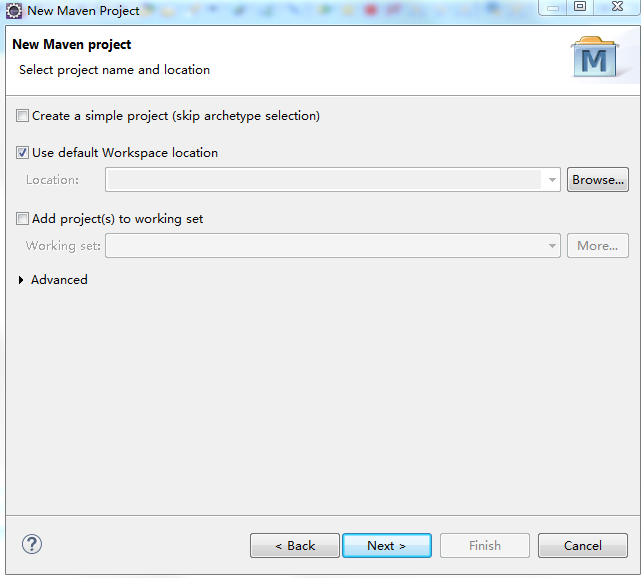 New Maven Project
New Maven project
Select project name and location
M
Create a simple project (skip archetype selection)
Use default Workspace location
Location:
Browse...
Add project(s) to working set
Working set:
More...
Advanced
?
< Back
Next >
Finish
Cancel